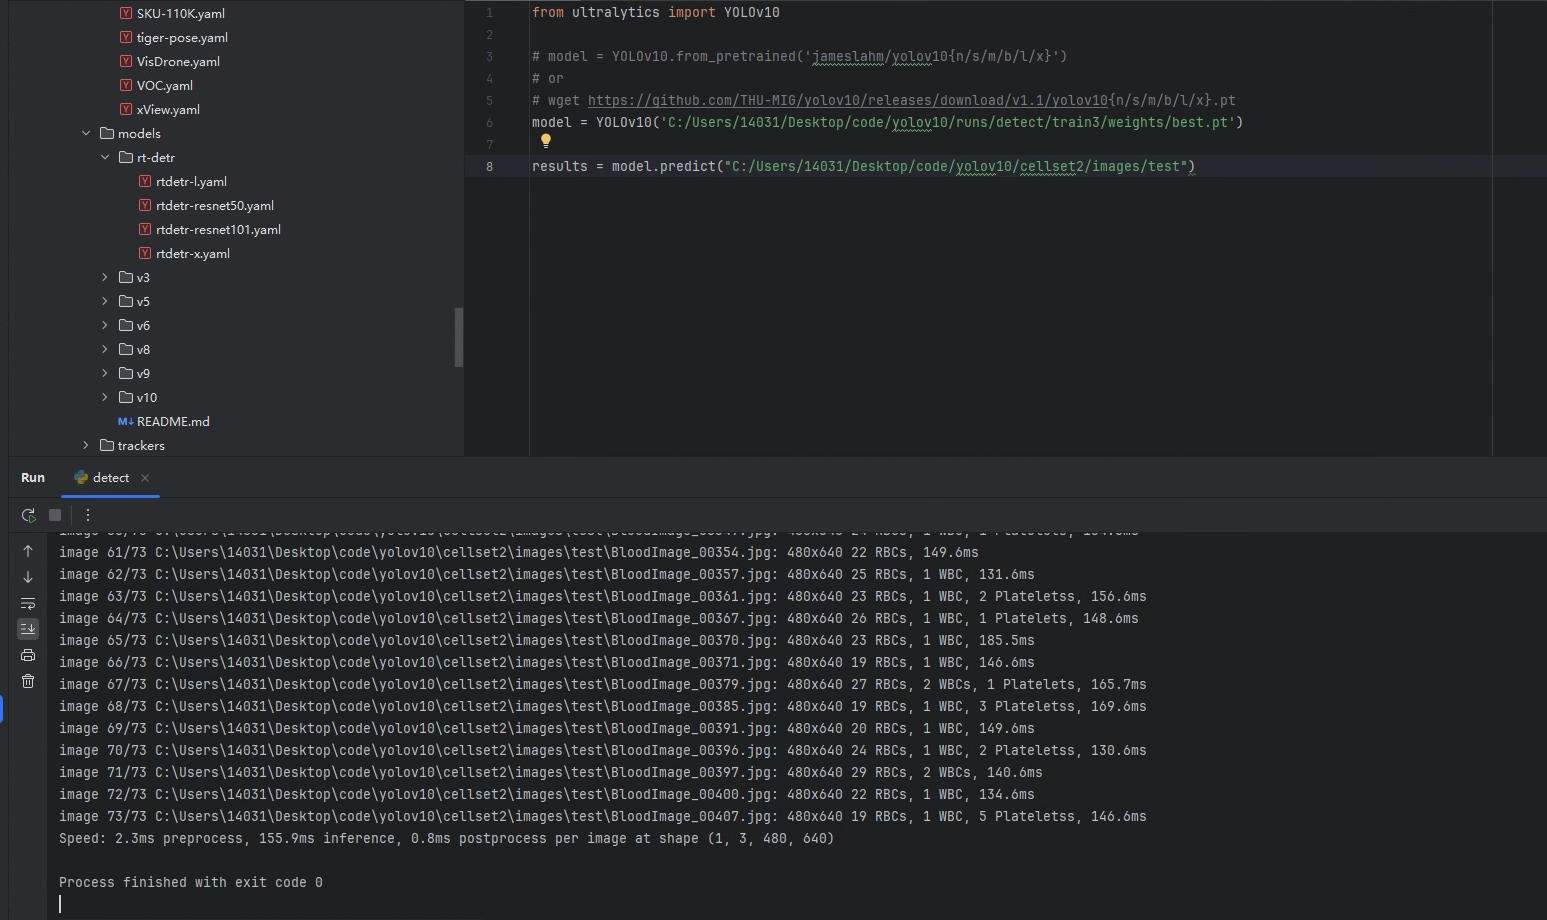 SKU-110K.yaml
tiger-pose.yaml
VisDrone.yaml
VOC.yaml
xView.yaml
models
rt-detr
rtdetr-l.yaml
rtdetr-resnet50.yaml
rtdetr-resnet101.yaml
rtdetr-x.yaml
v3
v5
v6
v8
v9
v10
README.md
trackers
1 from ultralytics import YOLOv10
2
3 # model = YOLOv10.from_pretrained('jameslahm/yolov10{n/s/m/b/l/x}')
4 # or
5 # wget https://github.com/THU-MIG/yolov10/releases/download/v1.1/yolov10{n/s/m/b/l/x}.pt
6 model = YOLOv10('C:/Users/14031/Desktop/code/yolov10/runs/detect/train3/weights/best.pt')
7
8 results = model.predict("C:/Users/14031/Desktop/code/yolov10/cellset2/images/test")
Run detect
image 61/73 C:\Users\14031\Desktop\code\yolov10\cellset2\images\test\BloodImage_00354.jpg: 480x640 22 RBCs, 149.6ms
image 62/73 C:\Users\14031\Desktop\code\yolov10\cellset2\images\test\BloodImage_00357.jpg: 480x640 25 RBCs, 1 WBC, 131.6ms
image 63/73 C:\Users\14031\Desktop\code\yolov10\cellset2\images\test\BloodImage_00361.jpg: 480x640 23 RBCs, 1 WBC, 2 Plateletss, 156.6ms
image 64/73 C:\Users\14031\Desktop\code\yolov10\cellset2\images\test\BloodImage_00367.jpg: 480x640 26 RBCs, 1 WBC, 1 Platelets, 148.6ms
image 65/73 C:\Users\14031\Desktop\code\yolov10\cellset2\images\test\BloodImage_00370.jpg: 480x640 23 RBCs, 1 WBC, 185.5ms
image 66/73 C:\Users\14031\Desktop\code\yolov10\cellset2\images\test\BloodImage_00371.jpg: 480x640 19 RBCs, 1 WBC, 146.6ms
image 67/73 C:\Users\14031\Desktop\code\yolov10\cellset2\images\test\BloodImage_00379.jpg: 480x640 27 RBCs, 2 WBCs, 1 Platelets, 165.7ms
image 68/73 C:\Users\14031\Desktop\code\yolov10\cellset2\images\test\BloodImage_00385.jpg: 480x640 19 RBCs, 1 WBC, 3 Plateletss, 169.6ms
image 69/73 C:\Users\14031\Desktop\code\yolov10\cellset2\images\test\BloodImage_00391.jpg: 480x640 20 RBCs, 1 WBC, 149.6ms
image 70/73 C:\Users\14031\Desktop\code\yolov10\cellset2\images\test\BloodImage_00396.jpg: 480x640 24 RBCs, 1 WBC, 2 Plateletss, 130.6ms
image 71/73 C:\Users\14031\Desktop\code\yolov10\cellset2\images\test\BloodImage_00397.jpg: 480x640 29 RBCs, 2 WBCs, 140.6ms
image 72/73 C:\Users\14031\Desktop\code\yolov10\cellset2\images\test\BloodImage_00400.jpg: 480x640 22 RBCs, 1 WBC, 134.6ms
image 73/73 C:\Users\14031\Desktop\code\yolov10\cellset2\images\test\BloodImage_00407.jpg: 480x640 19 RBCs, 1 WBC, 5 Plateletss, 146.6ms
Speed: 2.3ms preprocess, 155.9ms inference, 0.8ms postprocess per image at shape (1, 3, 480, 640)
Process finished with exit code 0